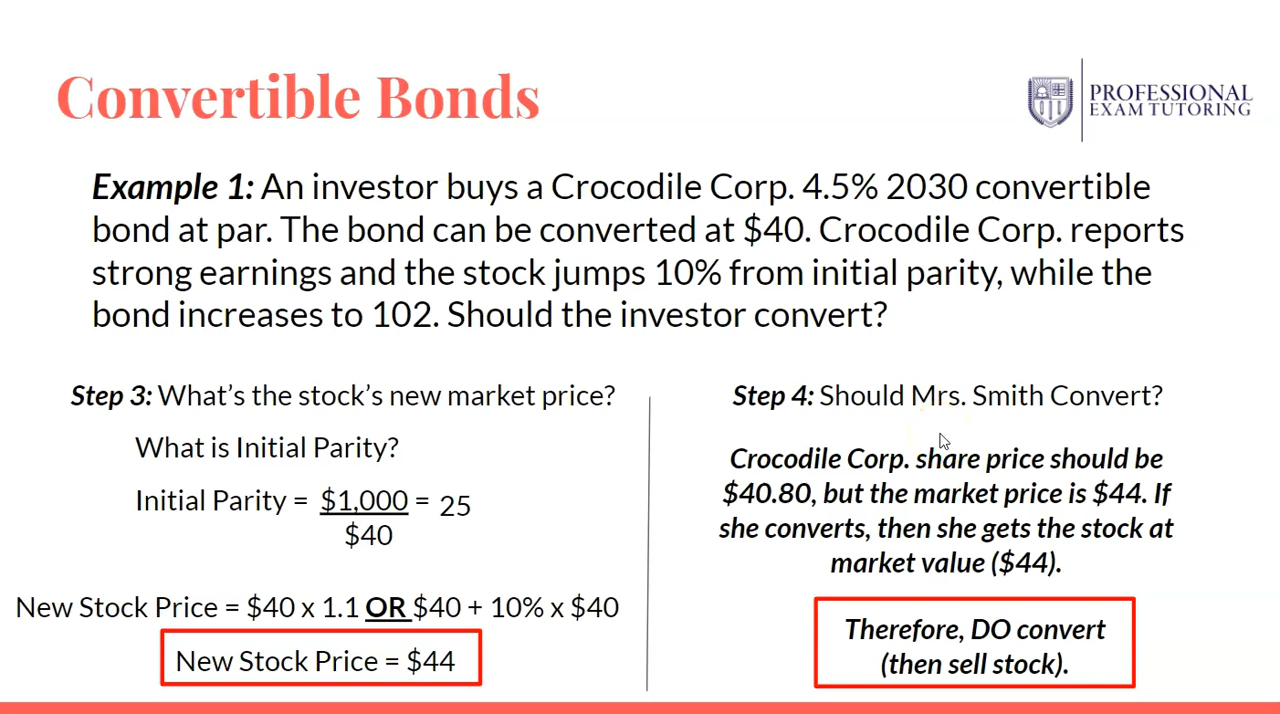 Convertible Bonds
PROFESSIONAL
EXAM TUTORING
Example 1: An investor buys a Crocodile Corp. 4.5% 2030 convertible
bond at par. The bond can be converted at $40. Crocodile Corp. reports
strong earnings and the stock jumps 10% from initial parity, while the
bond increases to 102. Should the investor convert?
Step 3: What's the stock's new market price?
What is Initial Parity?
Initial Parity = $1,000 = 25
$40
New Stock Price = $40 x 1.1 OR $40 + 10% x $40
New Stock Price = $44
Step 4: Should Mrs. Smith Convert?
Crocodile Corp. share price should be
$40.80, but the market price is $44. If
she converts, then she gets the stock at
market value ($44).
Therefore, DO convert
(then sell stock).